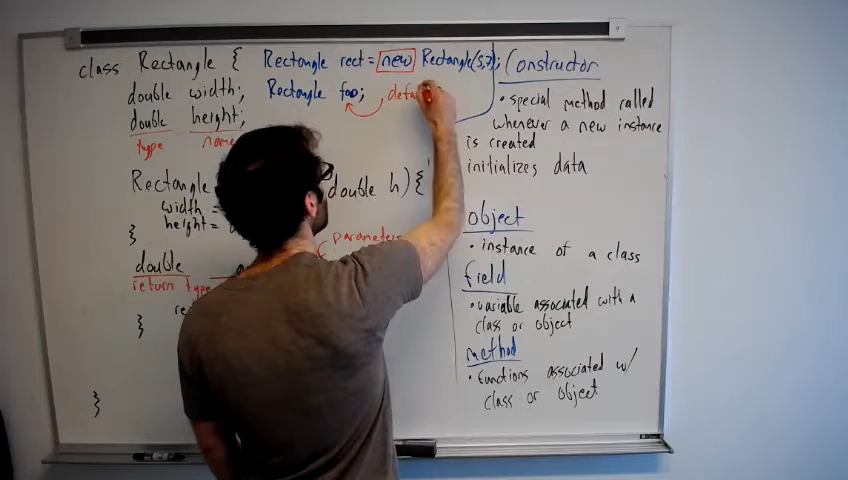 class Rectangle {
double width;
double height;
type
Rectangle double h) {
width =
height =
}
double
return type
parameters
}
}
Rectangle rect = new Rectangle(5,7);
Rectangle foo;
Constructor
• special method called
whenever a new instance
is created
initializes data
object
• instance of a class
field
• variable associated with a
class or object
method
• functions associated w/
class or object